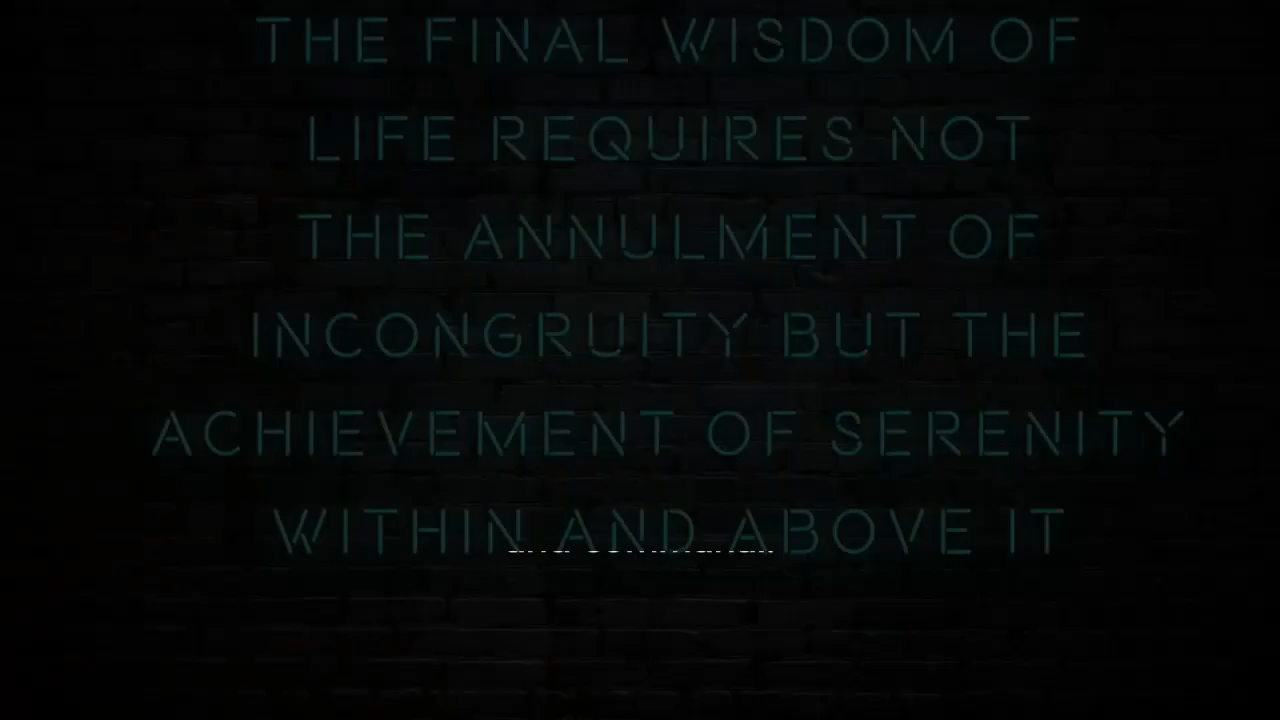 THE FINAL WISDOM OF
LIFE REQUIRES NOT
THE ANNULMENT OF
INCONGRUITY BUT THE
ACHIEVEMENT OF SERENITY
WITHIN AND ABOVE IT